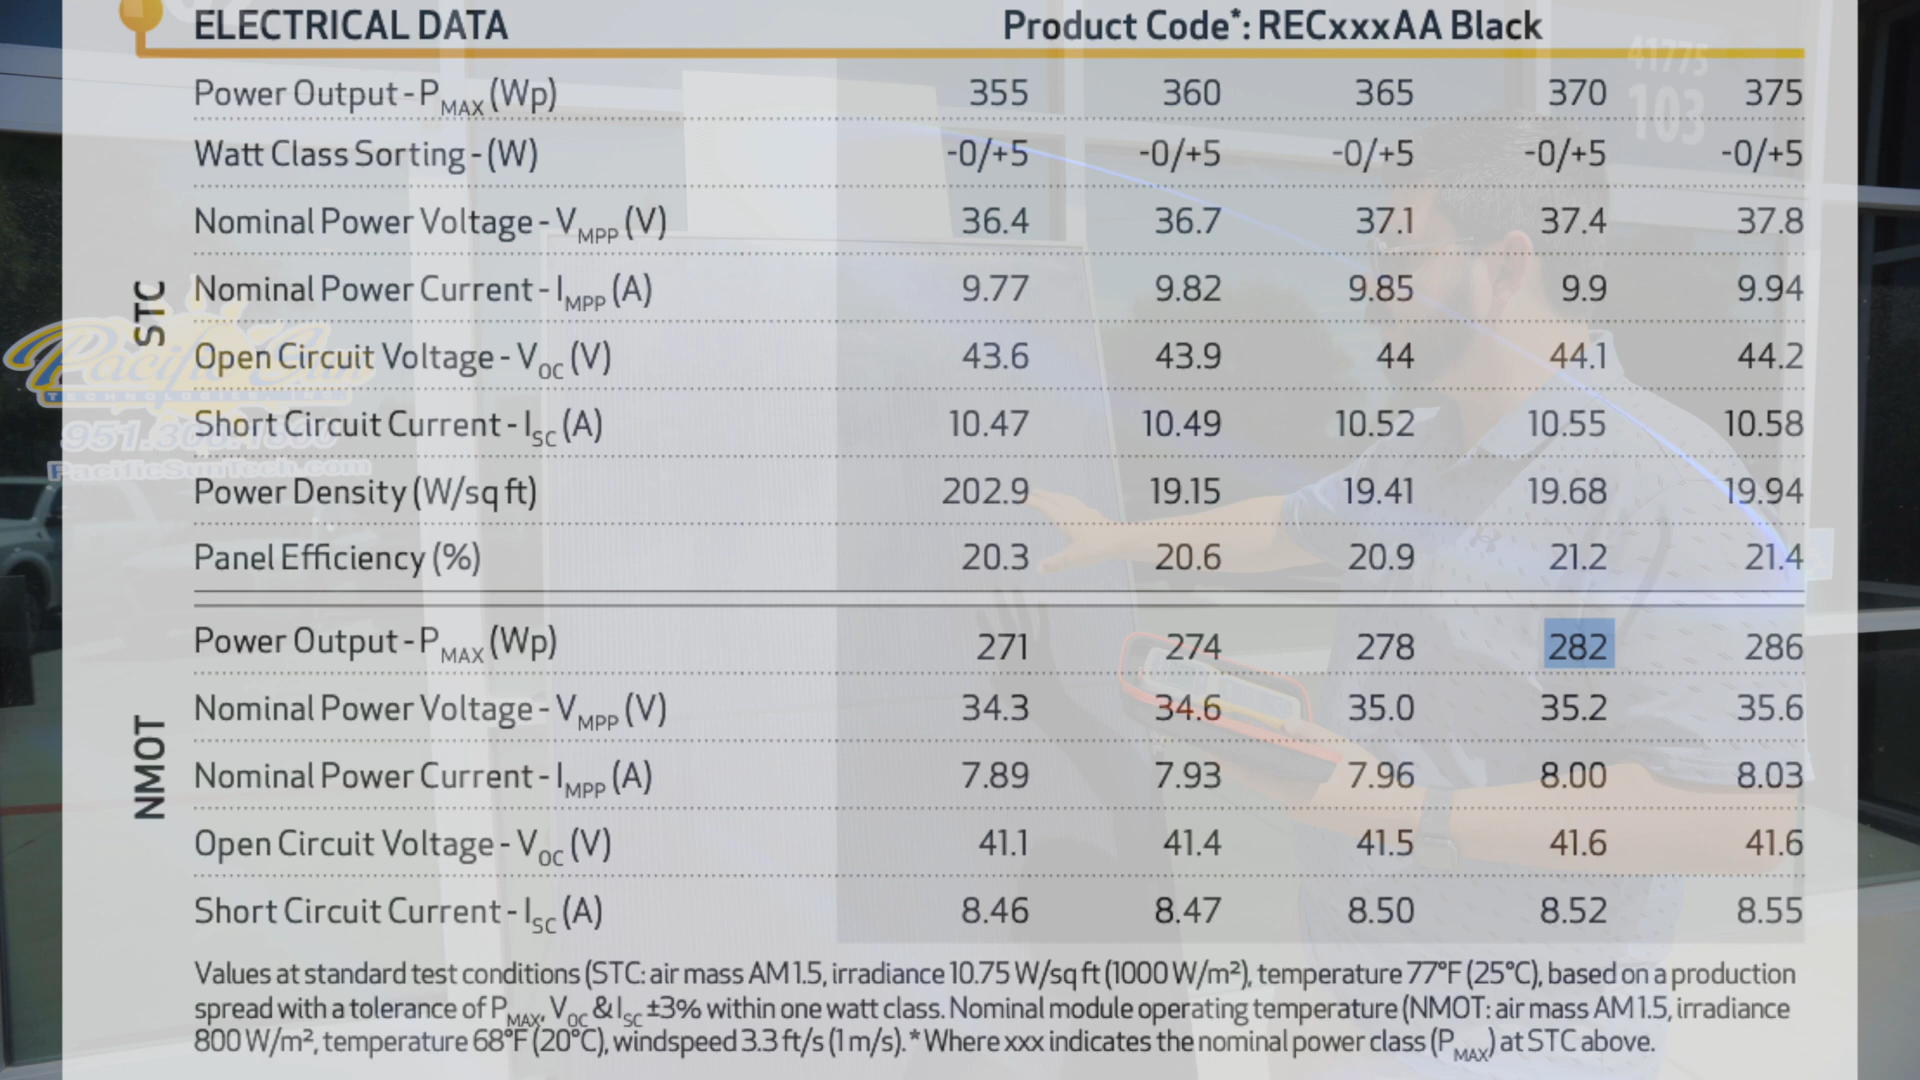 ELECTRICAL DATA Product Code*: RECxxxAA Black
41775
103
Power Output - PMAX (Wp) 355 360 365 370 375
Watt Class Sorting - (W) -0/+5 -0/+5 -0/+5 -0/+5 -0/+5
Nominal Power Voltage - VMPP (V) 36.4 36.7 37.1 37.4 37.8
Nominal Power Current - IMPP (A) 9.77 9.82 9.85 9.9 9.94
Open Circuit Voltage - VOC (V) 43.6 43.9 44 44.1 44.2
Short Circuit Current - ISC (A) 10.47 10.49 10.52 10.55 10.58
Power Density (W/sq ft) 202.9 19.15 19.41 19.68 19.94
Panel Efficiency (%) 20.3 20.6 20.9 21.2 21.4
STC
Pacific Sun
TECHNOLOGIES, INC.
PacificSunTech.com
Power Output - PMAX (Wp) 271 274 278 282 286
Nominal Power Voltage - VMPP (V) 34.3 34.6 35.0 35.2 35.6
Nominal Power Current - IMPP (A) 7.89 7.93 7.96 8.00 8.03
Open Circuit Voltage - VOC (V) 41.1 41.4 41.5 41.6 41.6
Short Circuit Current - ISC (A) 8.46 8.47 8.50 8.52 8.55
NMOT
Values at standard test conditions (STC: air mass AM 1.5, irradiance 10.75 W/sq ft (1000 W/m²), temperature 77°F (25°C), based on a production
spread with a tolerance of PMAX, VOC & ISC ±3% within one watt class. Nominal module operating temperature (NMOT: air mass AM 1.5, irradiance
800 W/m², temperature 68°F (20°C), windspeed 3.3 ft/s (1 m/s). * Where xxx indicates the nominal power class (PMAX) at STC above.